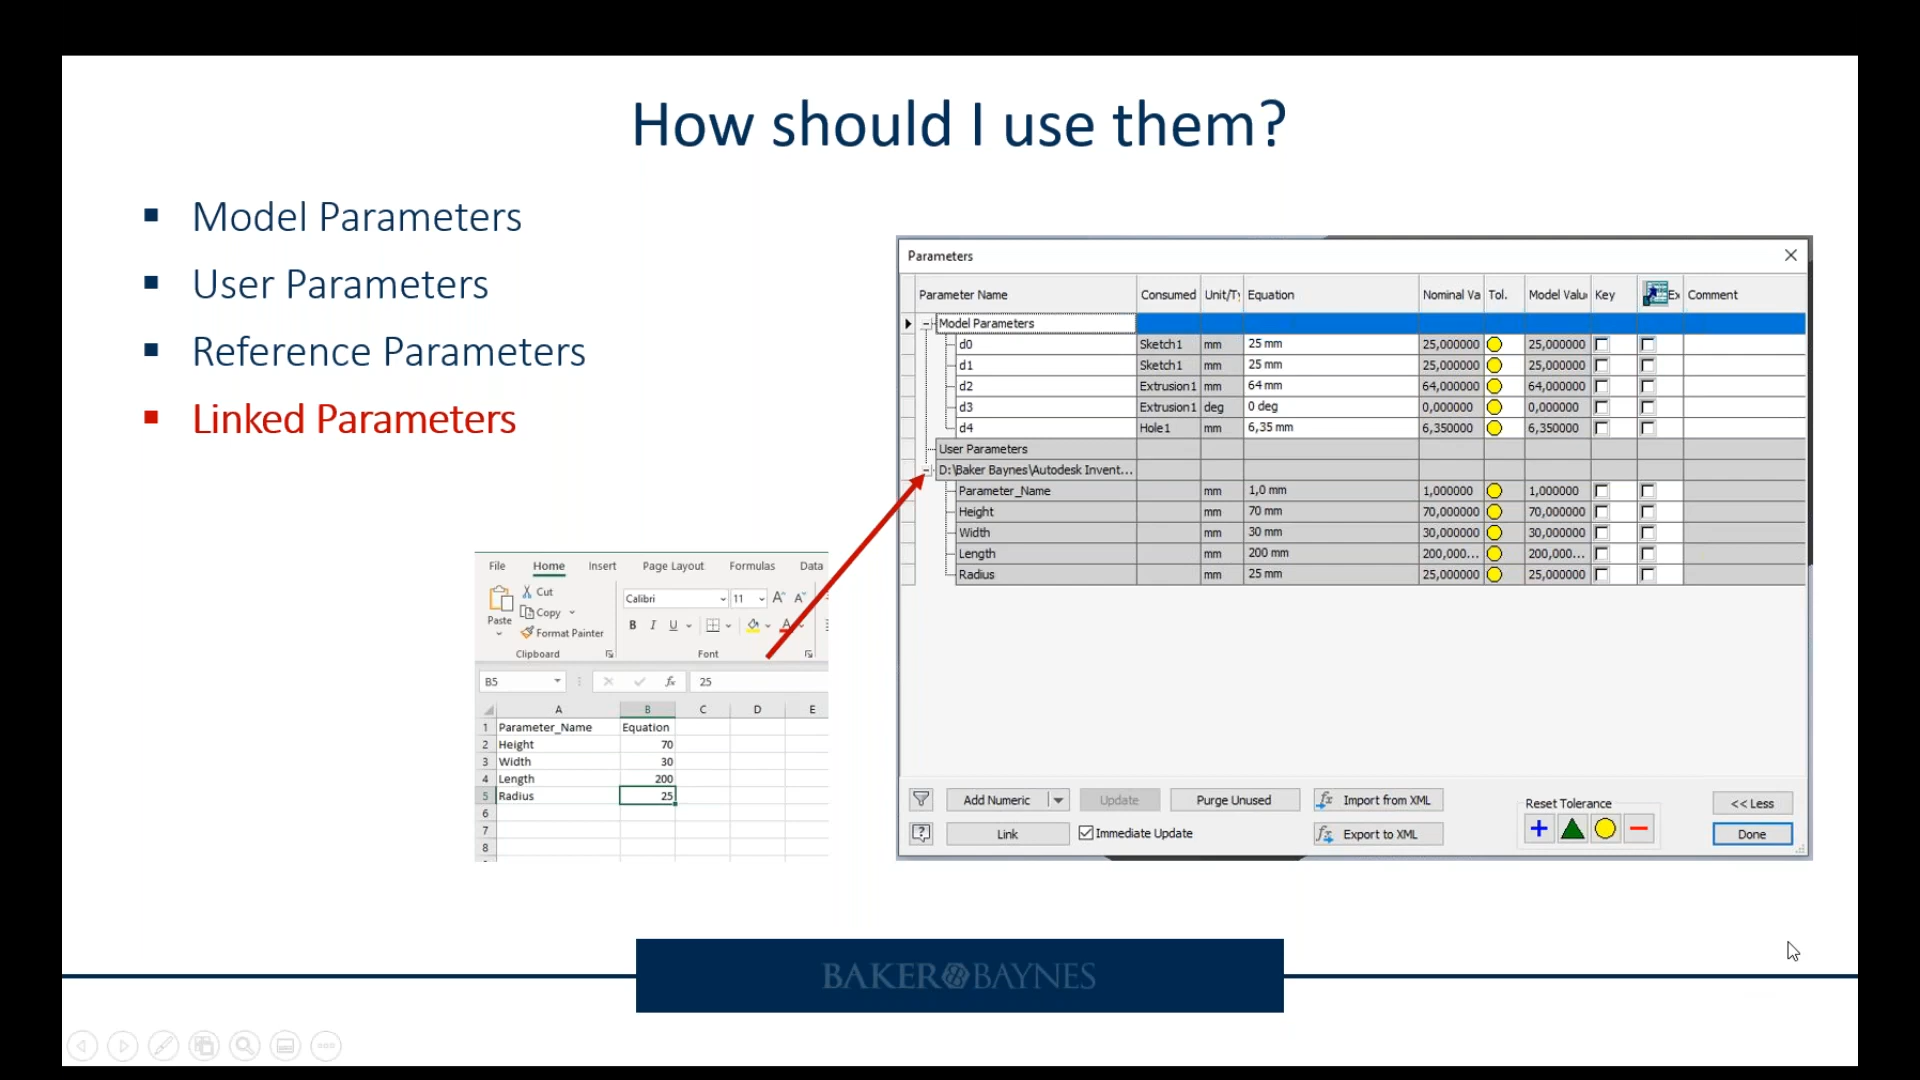 How should I use them?
Model Parameters
User Parameters
Reference Parameters
Linked Parameters
File Home Insert Page Layout Formulas Data
Paste
Cut
Copy
Format Painter
Clipboard
Calibri 11 A A
B I U A
Font
B5 fx 25
A B C D E
1 Parameter_Name Equation
2 Height 70
3 Width 30
4 Length 200
5 Radius 25
6
7
8
Parameters
Parameter Name Consumed Unit/Ty Equation Nominal Va Tol. Model Valu Key Ex Comment
Model Parameters
d0 Sketch1 mm 25 mm 25,000000 25,000000
d1 Sketch1 mm 25 mm 25,000000 25,000000
d2 Extrusion1 mm 64 mm 64,000000 64,000000
d3 Extrusion1 deg 0 deg 0,000000 0,000000
d4 Hole1 mm 6,35 mm 6,350000 6,350000
User Parameters
D:\Baker Baynes\Autodesk Invent...
Parameter_Name mm 1,0 mm 1,000000 1,000000
Height mm 70 mm 70,000000 70,000000
Width mm 30 mm 30,000000 30,000000
Length mm 200 mm 200,000... 200,000...
Radius mm 25 mm 25,000000 25,000000
Add Numeric Update Purge Unused Import from XML Reset Tolerance << Less
Link Immediate Update Export to XML Done
BAKER BAYNES